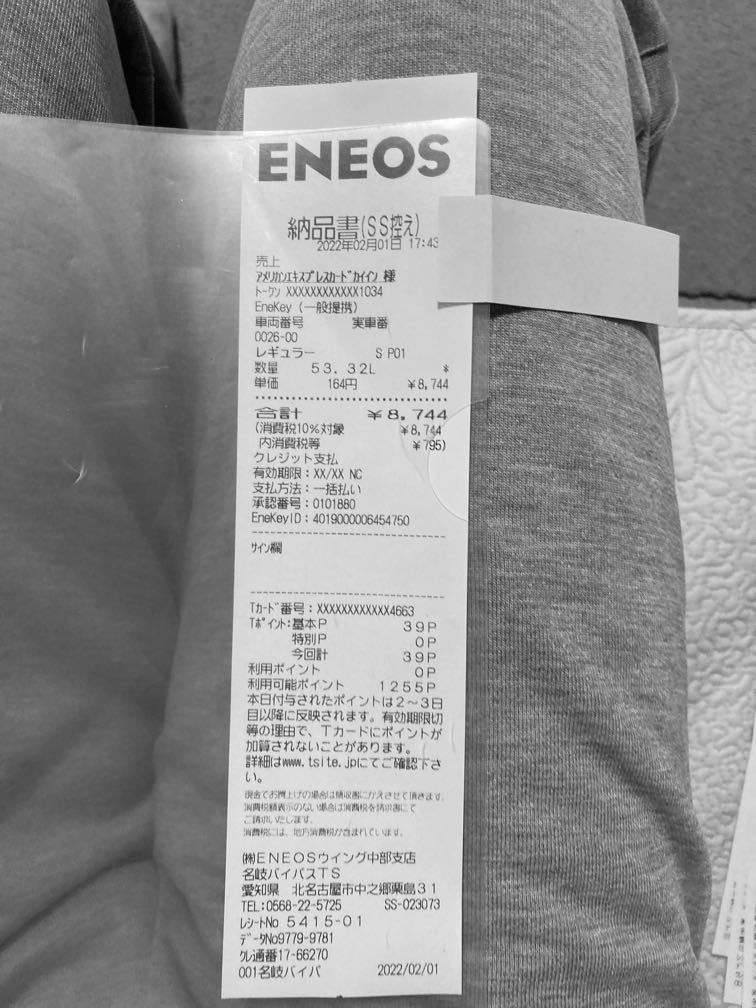 ENEOS
納品書(SS控え)
2022年02月01日 17:43
売上
アメリカンエキスプレスカードカイイン 様
トークン XXXXXXXXXXXX1034
EneKey (一般提携)
車両番号 実車番
0026-00
レギュラー S P01
数量 53.32L *
単価 164円 ¥8,744
合計 ¥8,744
(消費税10%対象 ¥8,744
内消費税等 ¥795)
クレジット支払
有効期限:XX/XX NC
支払方法:一括払い
承認番号:0101880
EneKeyID:4019000006454750
サイン欄
Tカード番号:XXXXXXXXXXXX4663
Tポイント:基本P 39P
特別P 0P
今回計 39P
利用ポイント 0P
利用可能ポイント 1255P
本日付与されたポイントは2~3日
目以降に反映されます。有効期限切
等の理由で、Tカードにポイントが
加算されないことがあります。
詳細はwww.tsite.jpにてご確認下さ
い。
現金でお買上げの場合は領収書にかえさせて頂きます。
消費税額表示のない場合は消費税を請求書にて
ご請求いたします。
消費税には、地方消費税が含まれています。
㈱ENEOSウイング中部支店
名岐バイパスTS
愛知県 北名古屋市中之郷栗島31
TEL:0568-22-5725 SS-023073
レシートNo 5415-01
データNo9779-9781
クレ通番17-66270
001名岐バイパ 2022/02/01